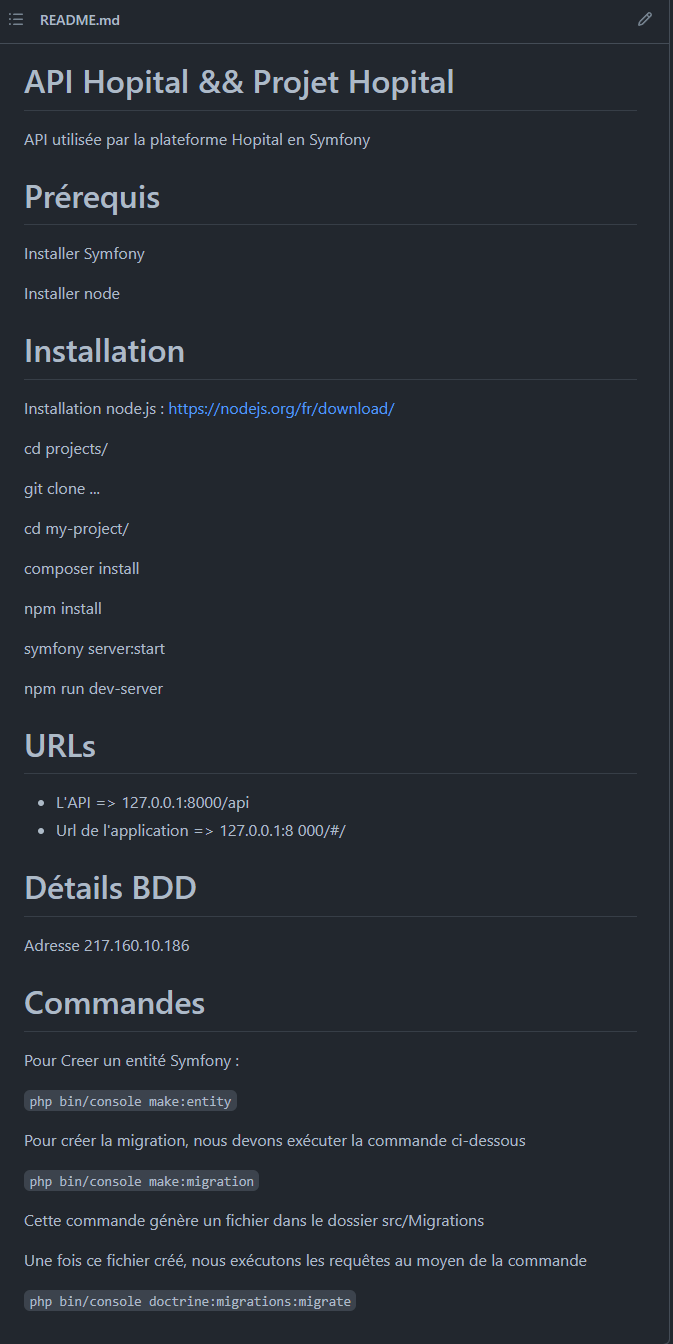 README.md
API Hopital && Projet Hopital
API utilisée par la plateforme Hopital en Symfony
Prérequis
Installer Symfony
Installer node
Installation
Installation node.js : https://nodejs.org/fr/download/
cd projects/
git clone ...
cd my-project/
composer install
npm install
symfony server:start
npm run dev-server
URLs
• L'API => 127.0.0.1:8000/api
• Url de l'application => 127.0.0.1:8 000/#/
Détails BDD
Adresse 217.160.10.186
Commandes
Pour Creer un entité Symfony :
php bin/console make:entity
Pour créer la migration, nous devons exécuter la commande ci-dessous
php bin/console make:migration
Cette commande génère un fichier dans le dossier src/Migrations
Une fois ce fichier créé, nous exécutons les requêtes au moyen de la commande
php bin/console doctrine:migrations:migrate